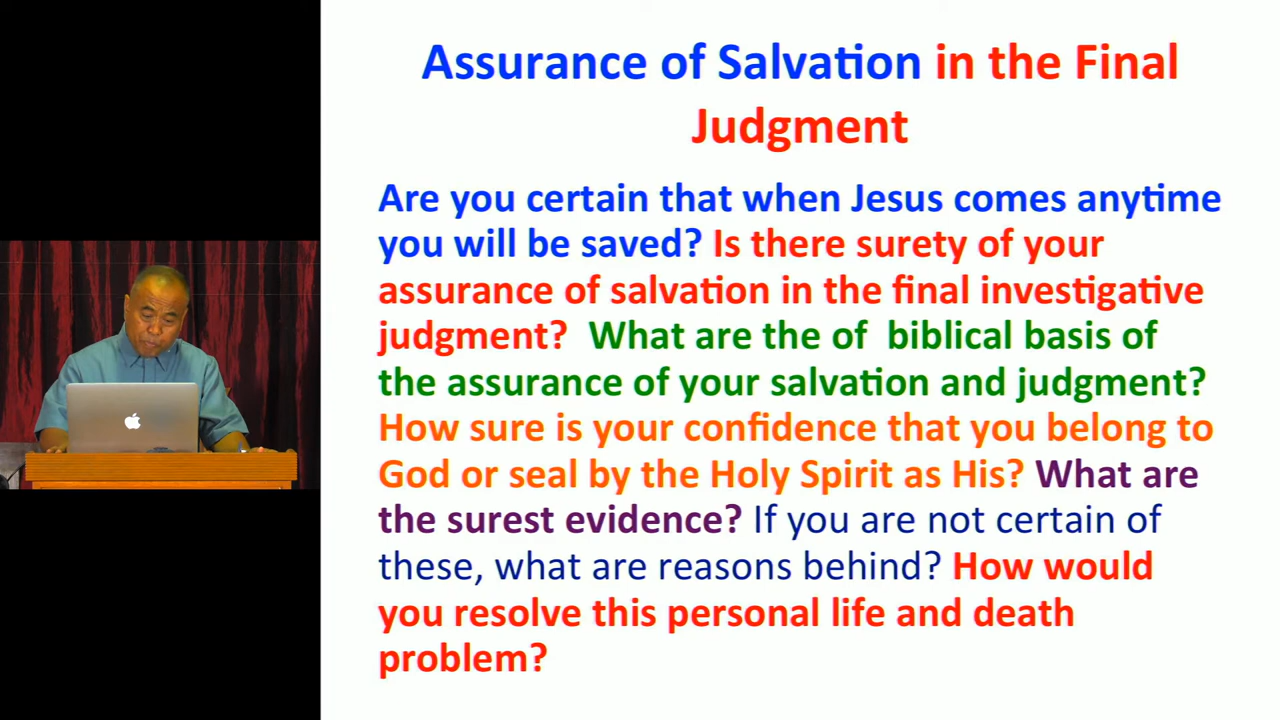 Assurance of Salvation in the Final
Judgment
Are you certain that when Jesus comes anytime
you will be saved? Is there surety of your
assurance of salvation in the final investigative
judgment? What are the of biblical basis of
the assurance of your salvation and judgment?
How sure is your confidence that you belong to
God or seal by the Holy Spirit as His? What are
the surest evidence? If you are not certain of
these, what are reasons behind? How would
you resolve this personal life and death
problem?